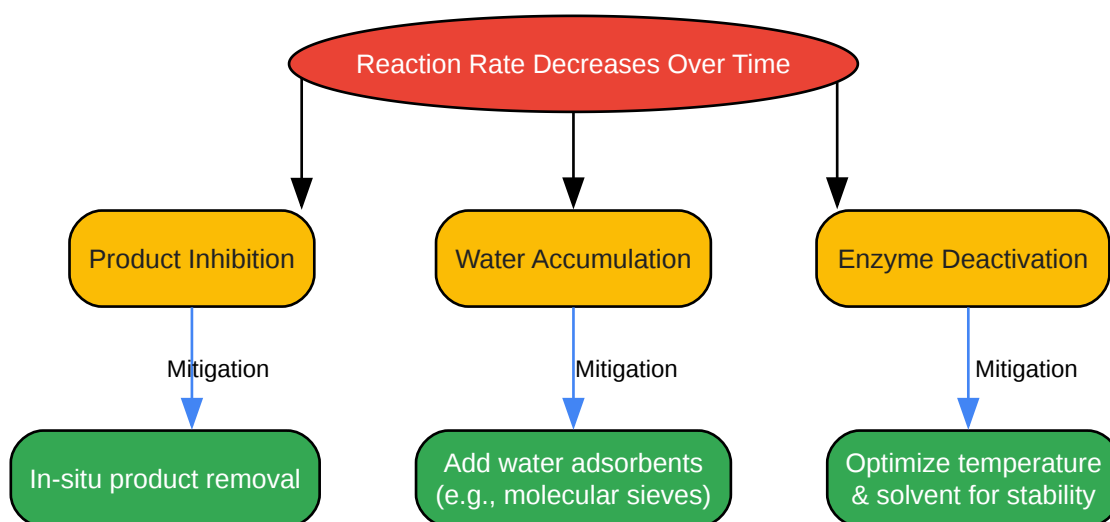 Reaction Rate Decreases Over Time
Product Inhibition
Water Accumulation
Enzyme Deactivation
Mitigation
Mitigation
Mitigation
In-situ product removal
Add water adsorbents
(e.g., molecular sieves)
Optimize temperature
& solvent for stability